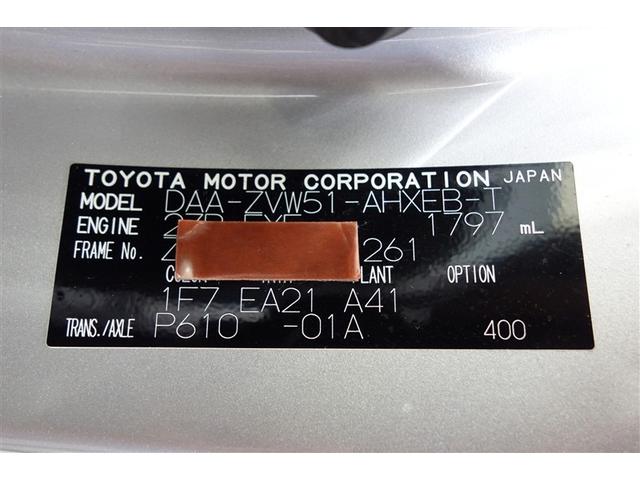 TOYOTA MOTOR CORPORATION JAPAN
MODEL DAA-ZVW51-AHXEB-T
ENGINE 1797 mL
FRAME No. 261
PLANT OPTION
1F7 EA21 A41
TRANS./AXLE P610 -01A 400